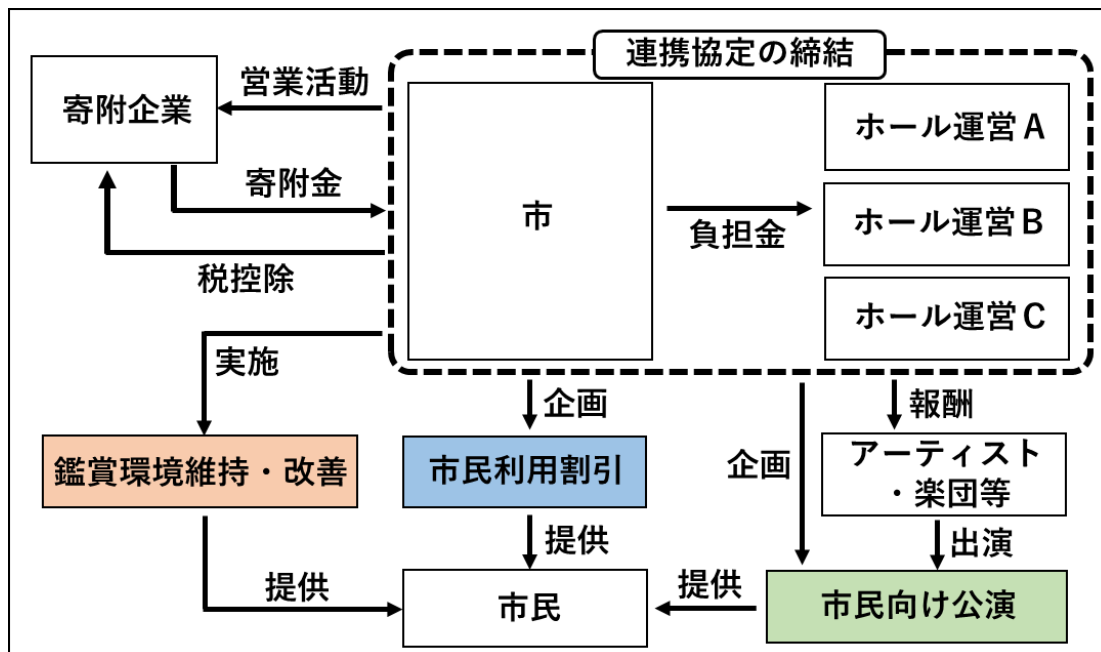 連携協定の締結
寄附企業
営業活動
寄附金
税控除
市
負担金
ホール運営A
ホール運営B
ホール運営C
実施
企画
企画
報酬
鑑賞環境維持・改善
市民利用割引
アーティスト
・楽団等
提供
提供
出演
市民
提供
市民向け公演